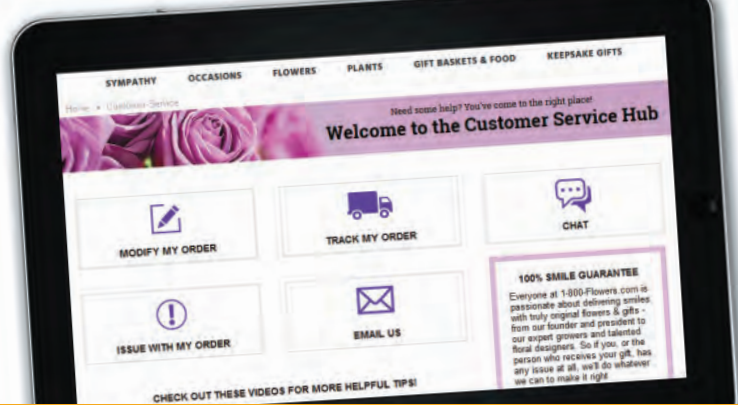 SYMPATHY OCCASIONS FLOWERS PLANTS GIFT BASKETS & FOOD KEEPSAKE GIFTS
Home • Customer Service
Need some help? You've come to the right place!
Welcome to the Customer Service Hub
MODIFY MY ORDER
TRACK MY ORDER
CHAT
ISSUE WITH MY ORDER
EMAIL US
100% SMILE GUARANTEE
Everyone at 1-800-Flowers.com is
passionate about delivering smiles
with truly original flowers & gifts -
from our founder and president to
our expert growers and talented
floral designers. So if you, or the
person who receives your gift, has
any issue at all, we'll do whatever
we can to make it right
CHECK OUT THESE VIDEOS FOR MORE HELPFUL TIPS!